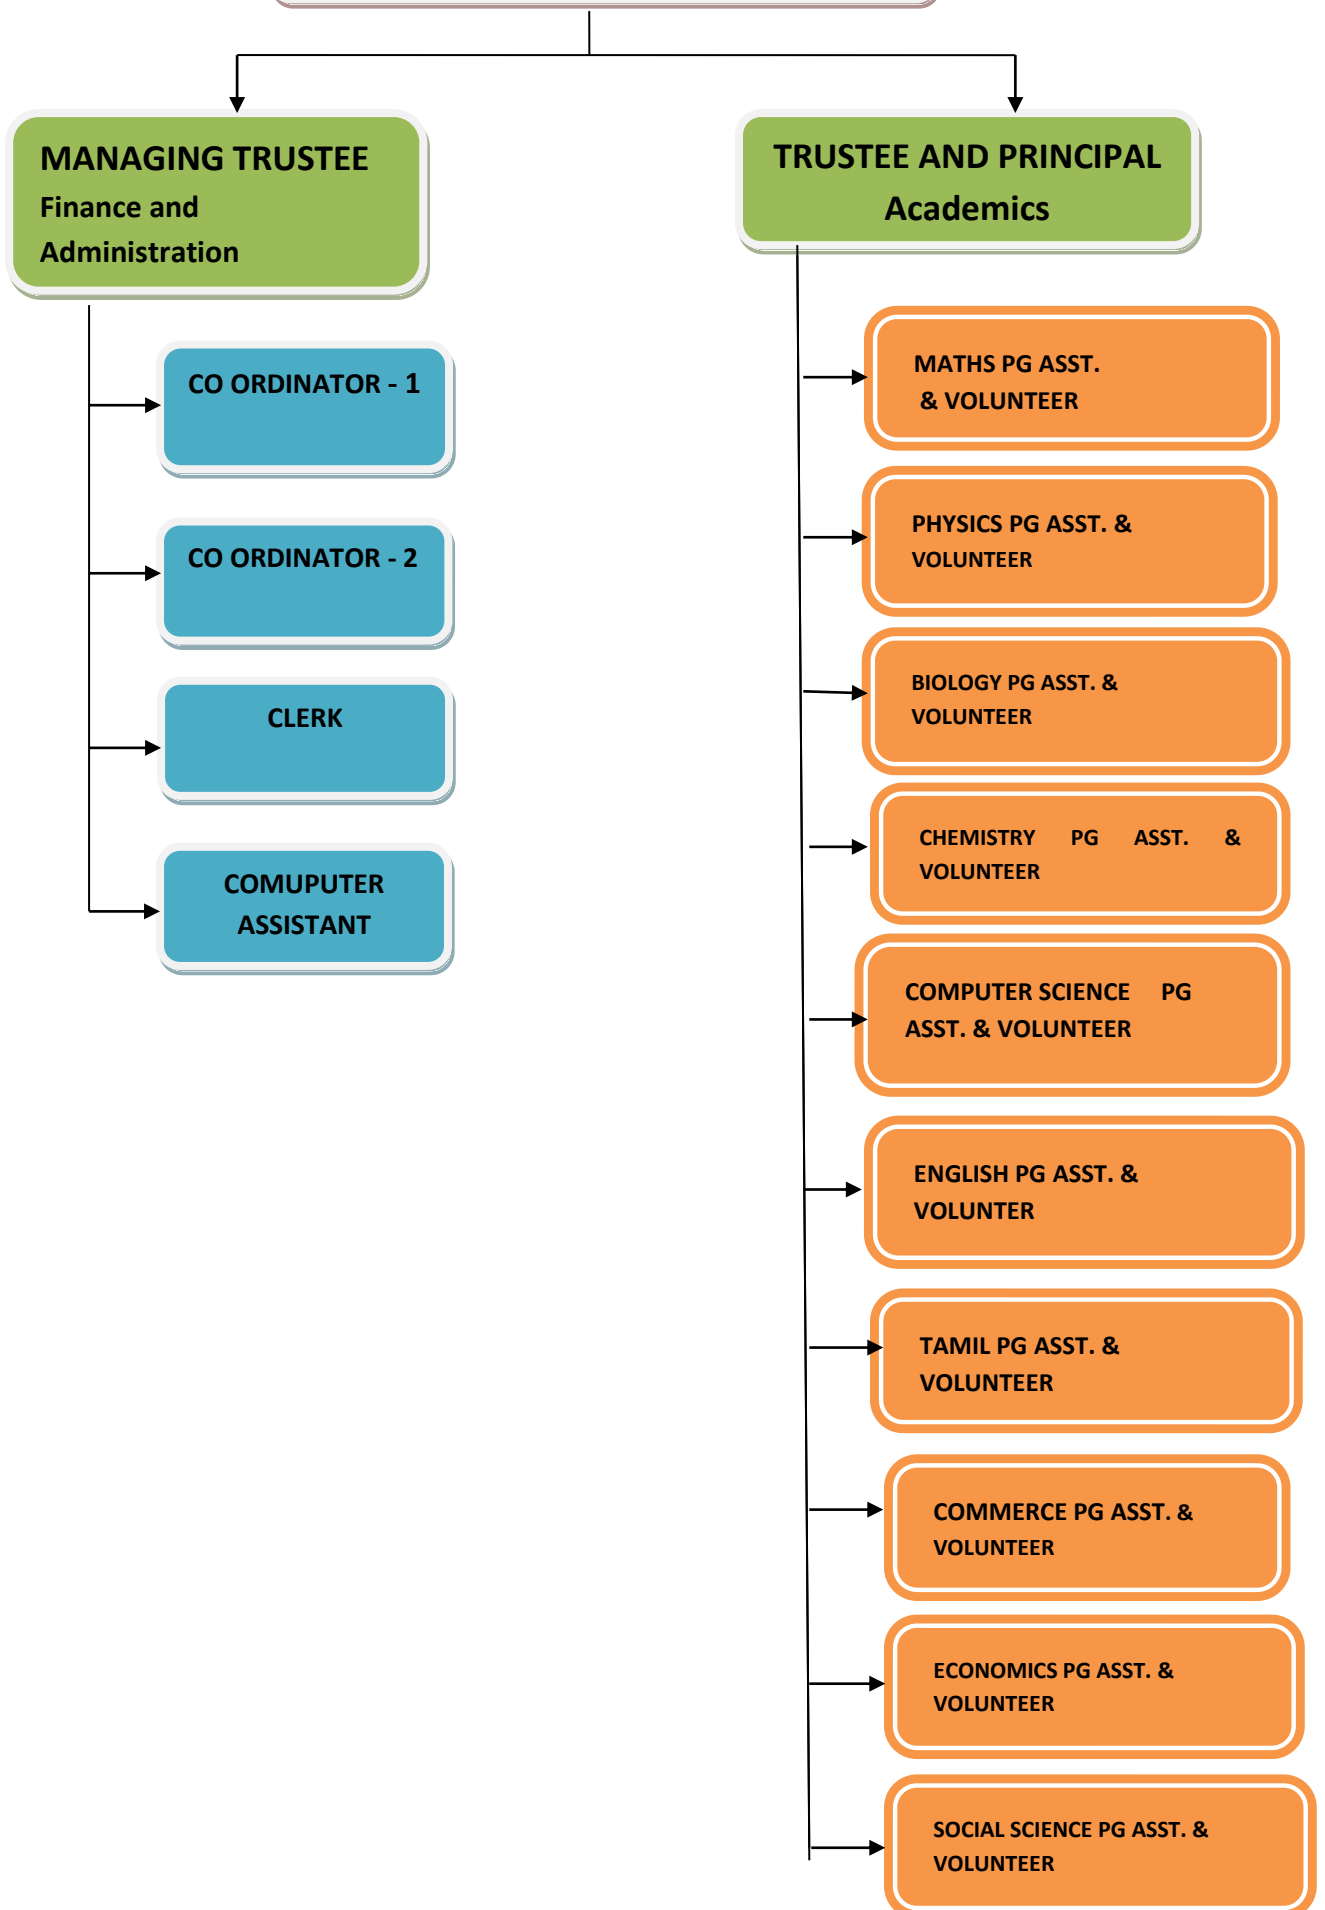 MANAGING TRUSTEE
Finance and
Administration
CO ORDINATOR - 1
CO ORDINATOR - 2
CLERK
COMUPUTER
ASSISTANT
TRUSTEE AND PRINCIPAL
Academics
MATHS PG ASST.
& VOLUNTEER
PHYSICS PG ASST. &
VOLUNTEER
BIOLOGY PG ASST. &
VOLUNTEER
CHEMISTRY PG ASST. &
VOLUNTEER
COMPUTER SCIENCE PG
ASST. & VOLUNTEER
ENGLISH PG ASST. &
VOLUNTER
TAMIL PG ASST. &
VOLUNTEER
COMMERCE PG ASST. &
VOLUNTEER
ECONOMICS PG ASST. &
VOLUNTEER
SOCIAL SCIENCE PG ASST. &
VOLUNTEER